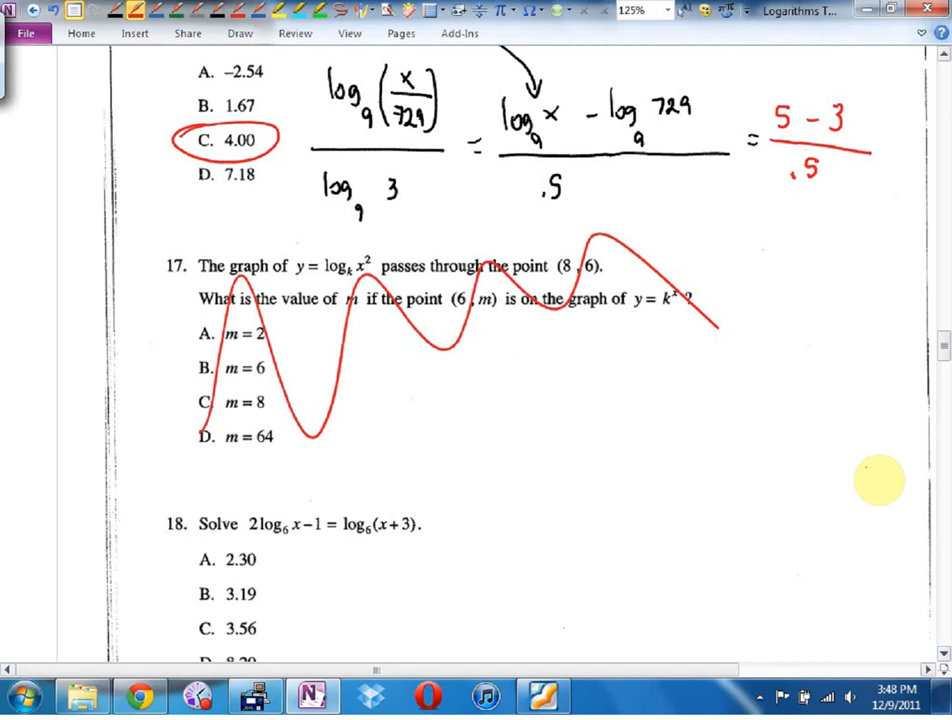 125%
Logarithms T...
File Home Insert Share Draw Review View Pages Add-Ins
A. –2.54
B. 1.67
C. 4.00
D. 7.18
log₉(x/729) / log₉ 3 = (log₉ x – log₉ 729) / .5 = (5 – 3) / .5
17. The graph of y = logₖ x² passes through the point (8 , 6).
What is the value of m if the point (6 , m) is on the graph of y = kˣ ?
A. m = 2
B. m = 6
C. m = 8
D. m = 64
18. Solve 2log₆ x – 1 = log₆(x + 3).
A. 2.30
B. 3.19
C. 3.56
3:48 PM
12/9/2011